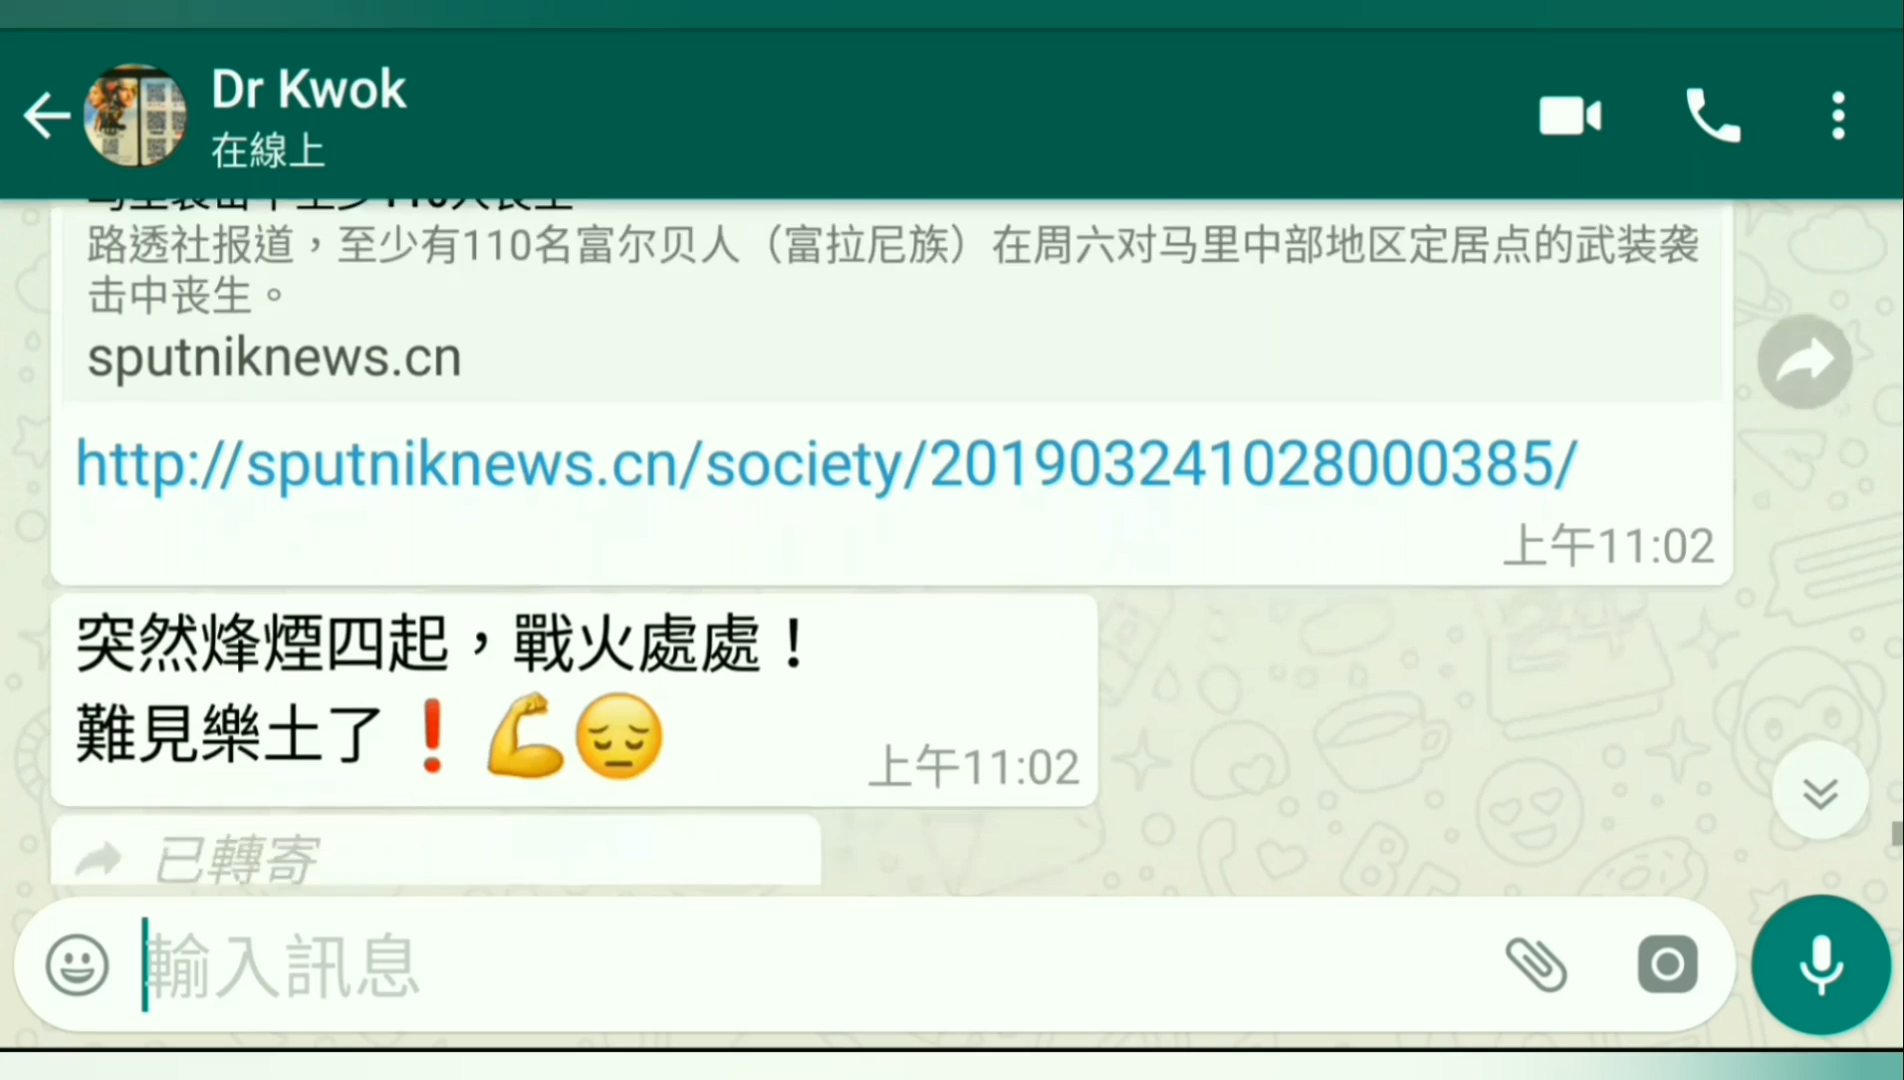 Dr Kwok
在線上
路透社报道，至少有110名富尔贝人（富拉尼族）在周六对马里中部地区定居点的武装袭
击中丧生。
sputniknews.cn
http://sputniknews.cn/society/201903241028000385/
上午11:02
突然烽煙四起，戰火處處！
難見樂土了❗💪😔
上午11:02
已轉寄
輸入訊息